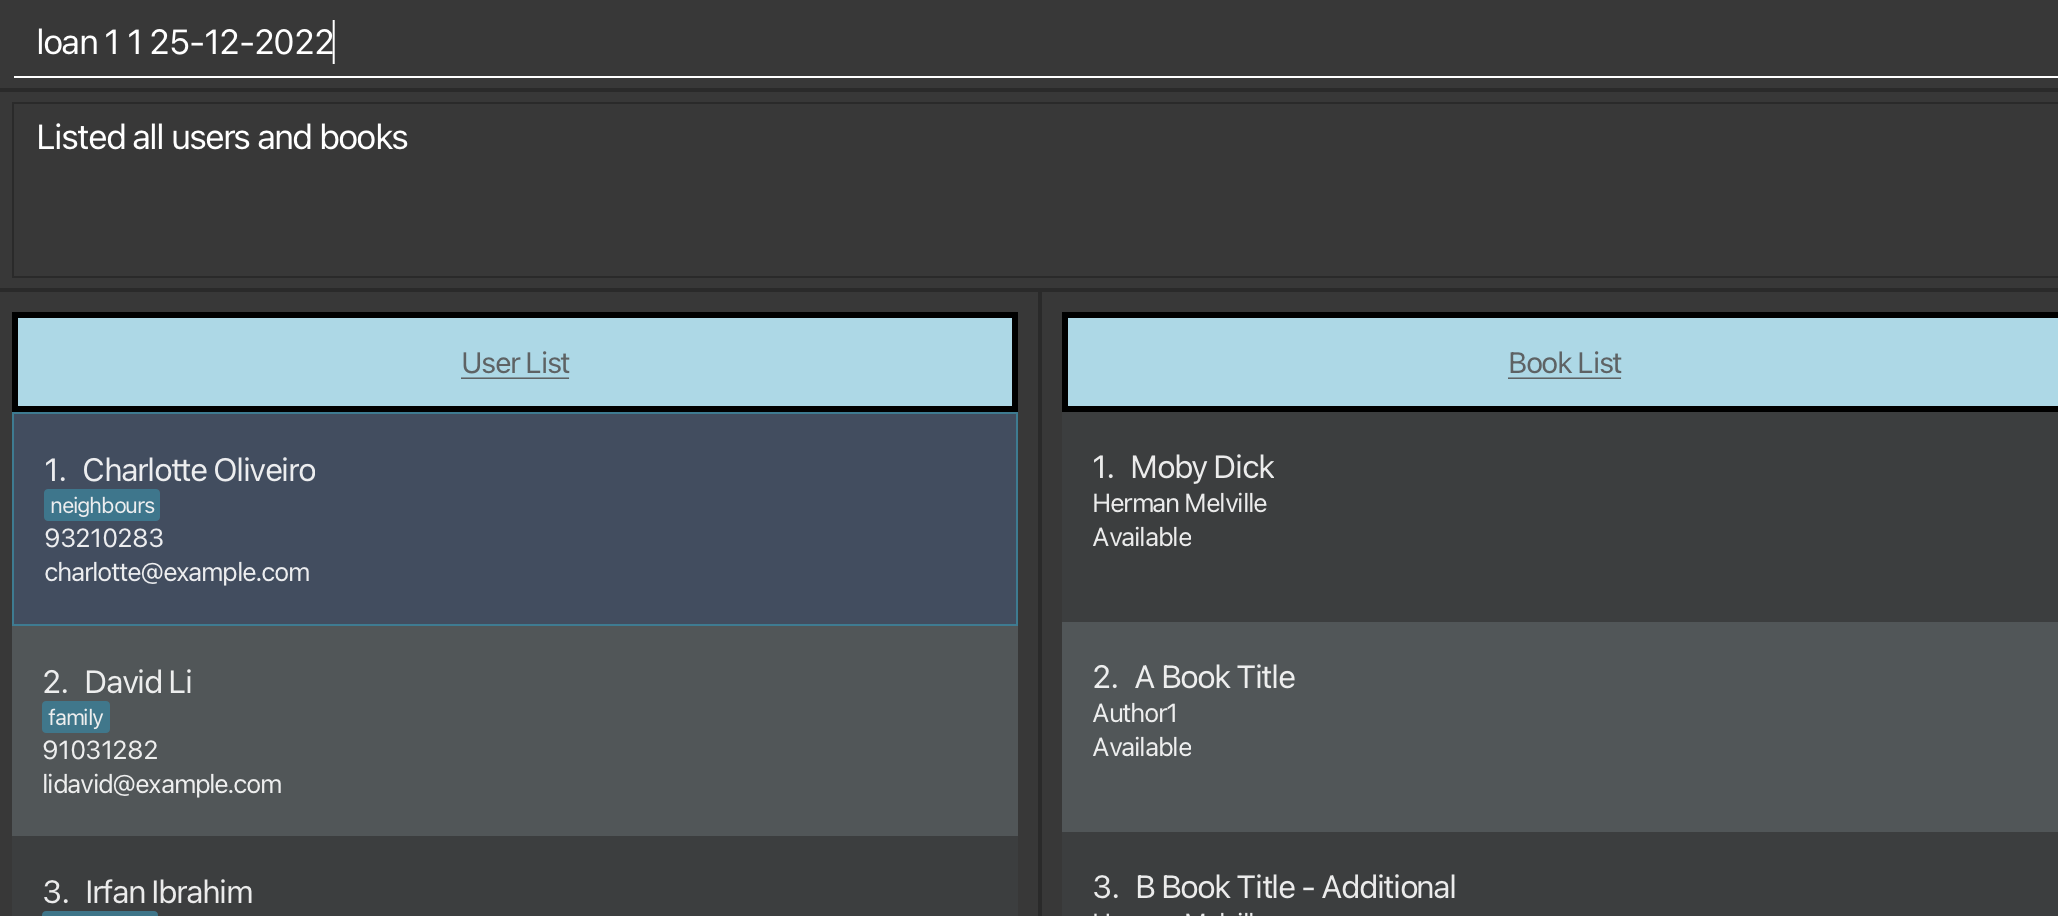 loan 1 1 25-12-2022
Listed all users and books
User List
Book List
1. Charlotte Oliveiro
neighbours
93210283
charlotte@example.com
2. David Li
family
91031282
lidavid@example.com
3. Irfan Ibrahim
1. Moby Dick
Herman Melville
Available
2. A Book Title
Author1
Available
3. B Book Title - Additional